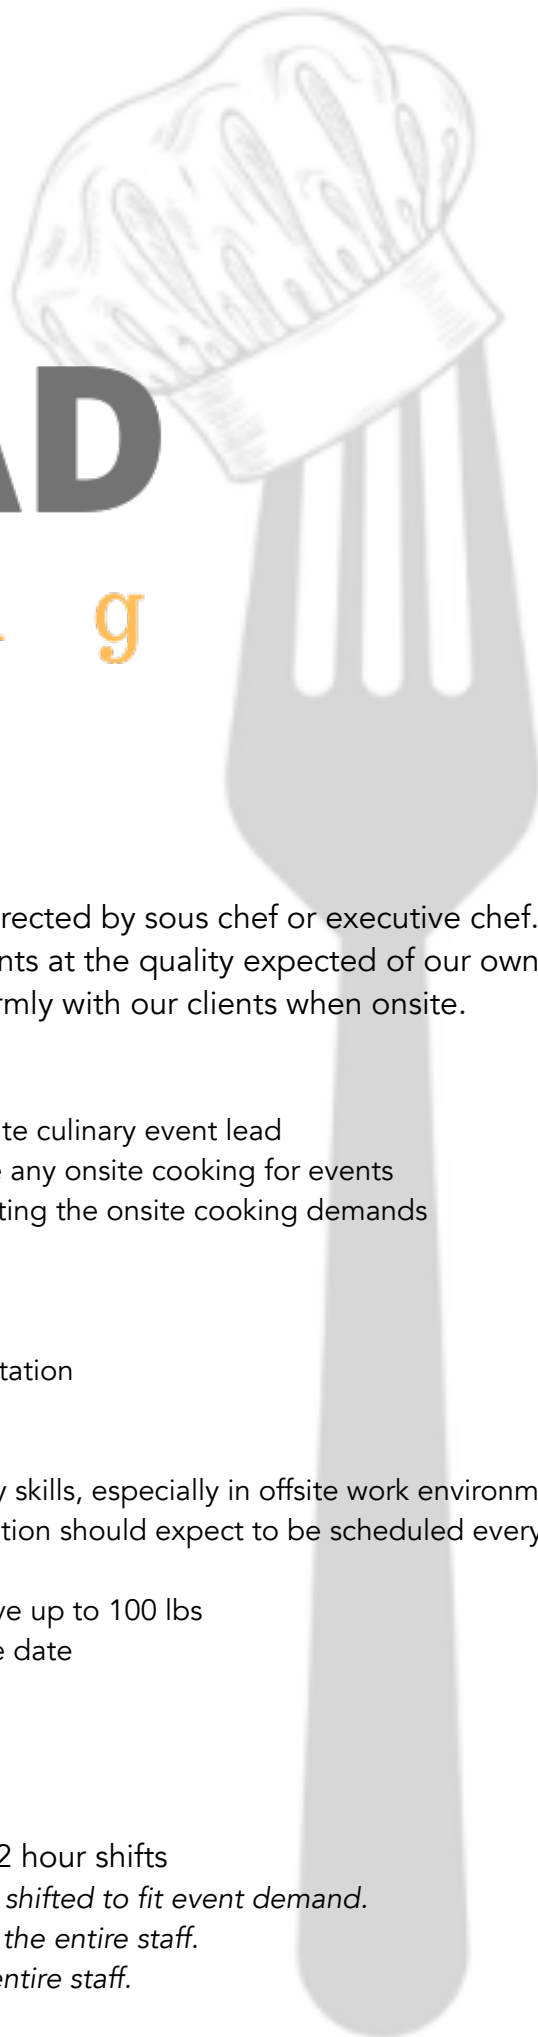 AD
g
rected by sous chef or executive chef.
nts at the quality expected of our own
rmly with our clients when onsite.
te culinary event lead
e any onsite cooking for events
ting the onsite cooking demands
tation
y skills, especially in offsite work environm
tion should expect to be scheduled every
ve up to 100 lbs
e date
2 hour shifts
shifted to fit event demand.
the entire staff.
entire staff.